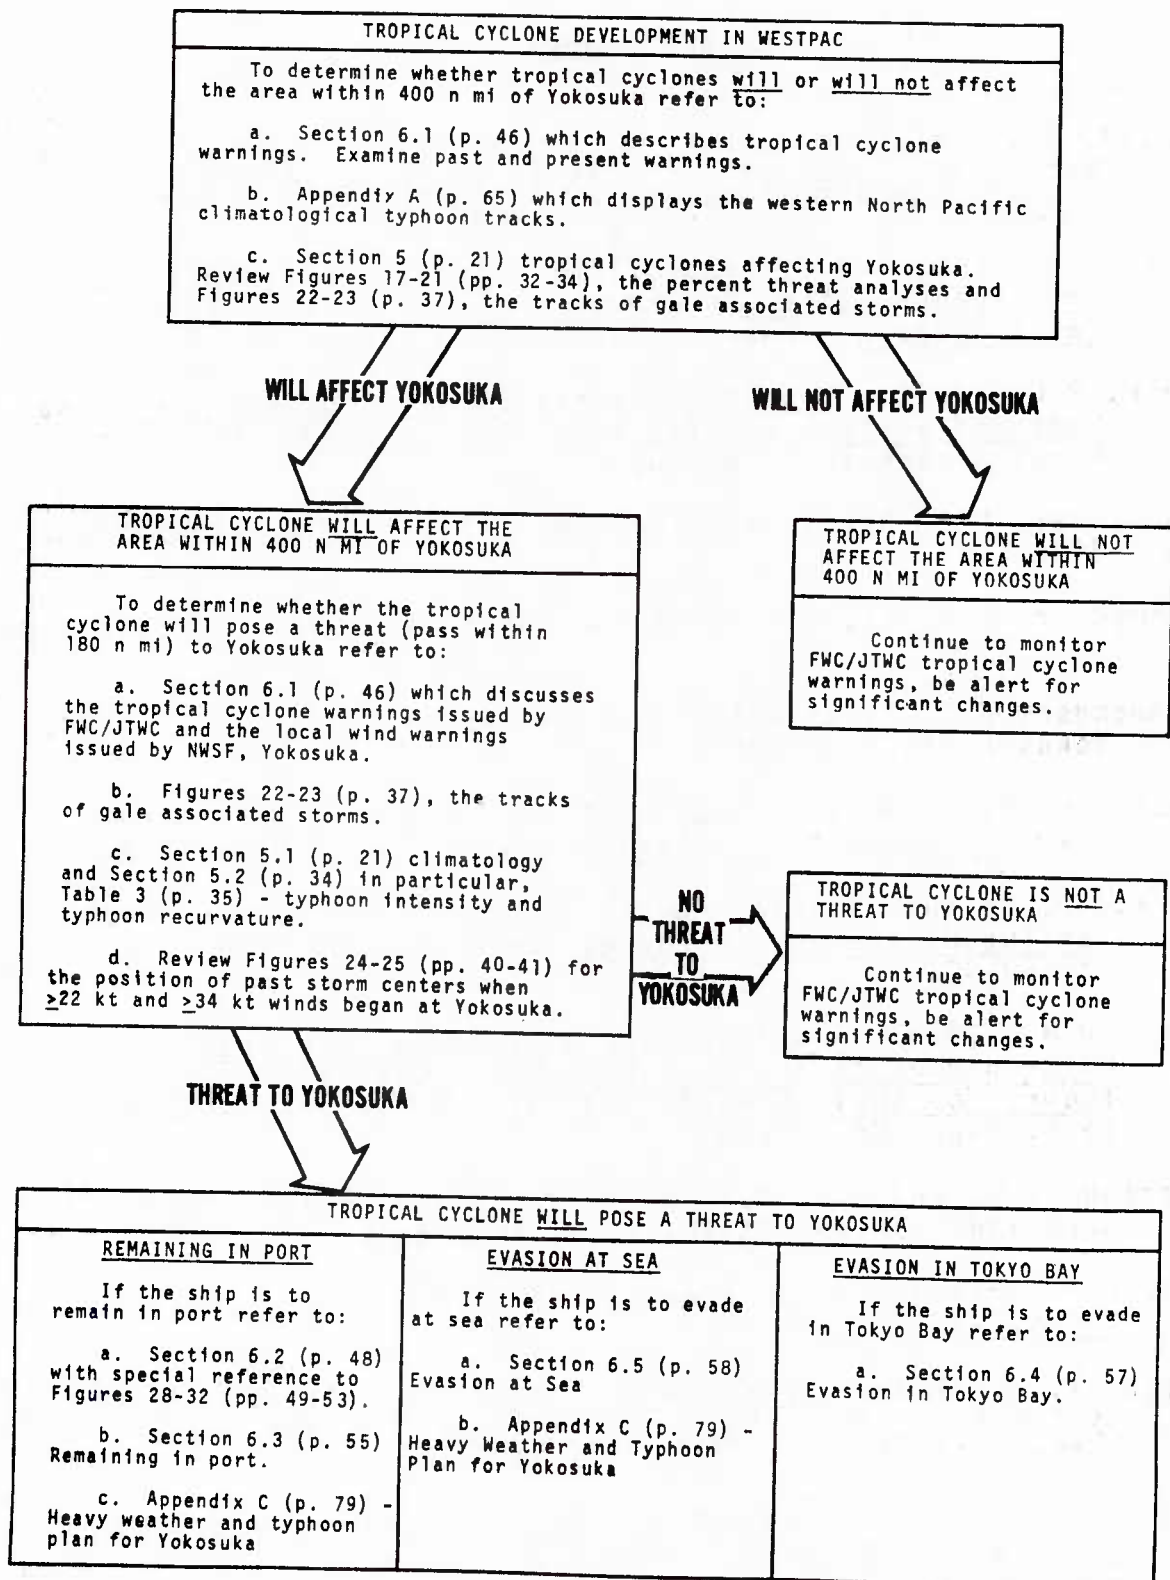 TROPICAL CYCLONE DEVELOPMENT IN WESTPAC
To determine whether tropical cyclones will or will not affect
the area within 400 n mi of Yokosuka refer to:
a. Section 6.1 (p. 46) which describes tropical cyclone
warnings. Examine past and present warnings.
b. Appendix A (p. 65) which displays the western North Pacific
climatological typhoon tracks.
c. Section 5 (p. 21) tropical cyclones affecting Yokosuka.
Review Figures 17-21 (pp. 32-34), the percent threat analyses and
Figures 22-23 (p. 37), the tracks of gale associated storms.
WILL AFFECT YOKOSUKA
WILL NOT AFFECT YOKOSUKA
TROPICAL CYCLONE WILL AFFECT THE
AREA WITHIN 400 N MI OF YOKOSUKA
To determine whether the tropical
cyclone will pose a threat (pass within
180 n mi) to Yokosuka refer to:
a. Section 6.1 (p. 46) which discusses
the tropical cyclone warnings issued by
FWC/JTWC and the local wind warnings
issued by NWSF, Yokosuka.
b. Figures 22-23 (p. 37), the tracks
of gale associated storms.
c. Section 5.1 (p. 21) climatology
and Section 5.2 (p. 34) in particular,
Table 3 (p. 35) - typhoon intensity and
typhoon recurvature.
d. Review Figures 24-25 (pp. 40-41) for
the position of past storm centers when
≥22 kt and ≥34 kt winds began at Yokosuka.
TROPICAL CYCLONE WILL NOT
AFFECT THE AREA WITHIN
400 N MI OF YOKOSUKA
Continue to monitor
FWC/JTWC tropical cyclone
warnings, be alert for
significant changes.
NO
THREAT
TO
YOKOSUKA
TROPICAL CYCLONE IS NOT A
THREAT TO YOKOSUKA
Continue to monitor
FWC/JTWC tropical cyclone
warnings, be alert for
significant changes.
THREAT TO YOKOSUKA
TROPICAL CYCLONE WILL POSE A THREAT TO YOKOSUKA
REMAINING IN PORT
If the ship is to
remain in port refer to:
a. Section 6.2 (p. 48)
with special reference to
Figures 28-32 (pp. 49-53).
b. Section 6.3 (p. 55)
Remaining in port.
c. Appendix C (p. 79) -
Heavy weather and typhoon
plan for Yokosuka
EVASION AT SEA
If the ship is to evade
at sea refer to:
a. Section 6.5 (p. 58)
Evasion at Sea
b. Appendix C (p. 79) -
Heavy Weather and Typhoon
Plan for Yokosuka
EVASION IN TOKYO BAY
If the ship is to evade
in Tokyo Bay refer to:
a. Section 6.4 (p. 57)
Evasion in Tokyo Bay.